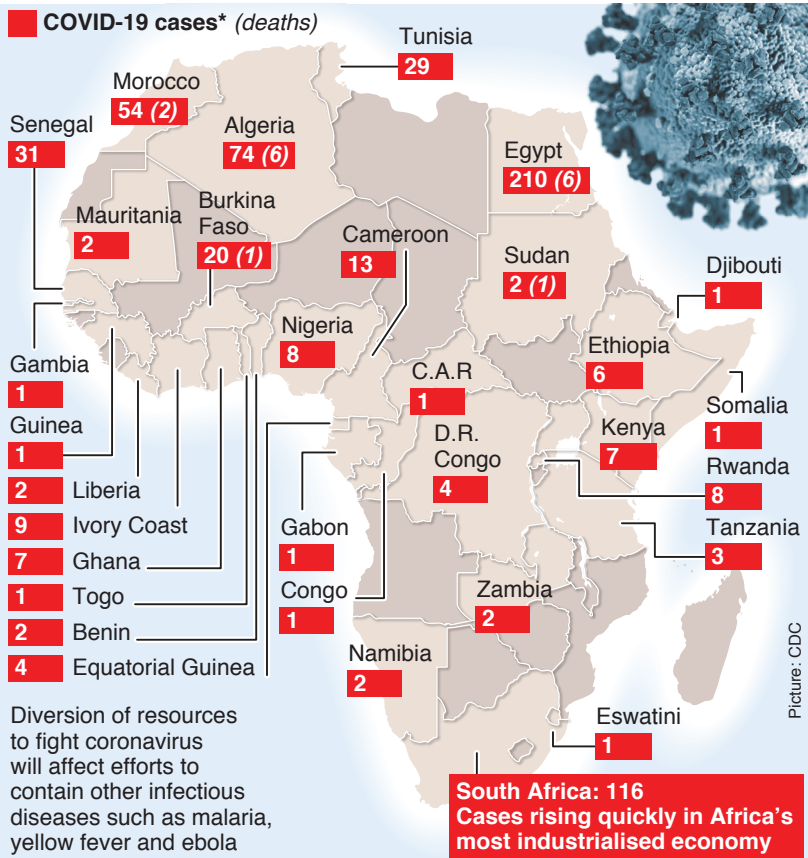 COVID-19 cases* (deaths)
Tunisia
29
Morocco
54 (2)
Senegal
31
Algeria
74 (6)
Egypt
210 (6)
Mauritania
2
Burkina
Faso
20 (1)
Cameroon
13
Sudan
2 (1)
Djibouti
1
Nigeria
8
Ethiopia
6
Gambia
1
C.A.R
1
Somalia
1
Guinea
1
D.R.
Congo
4
Kenya
7
Rwanda
8
2 Liberia
9 Ivory Coast
7 Ghana
1 Togo
2 Benin
4 Equatorial Guinea
Gabon
1
Congo
1
Tanzania
3
Zambia
2
Namibia
2
Eswatini
1
Picture: CDC
Diversion of resources
to fight coronavirus
will affect efforts to
contain other infectious
diseases such as malaria,
yellow fever and ebola
South Africa: 116
Cases rising quickly in Africa's
most industrialised economy